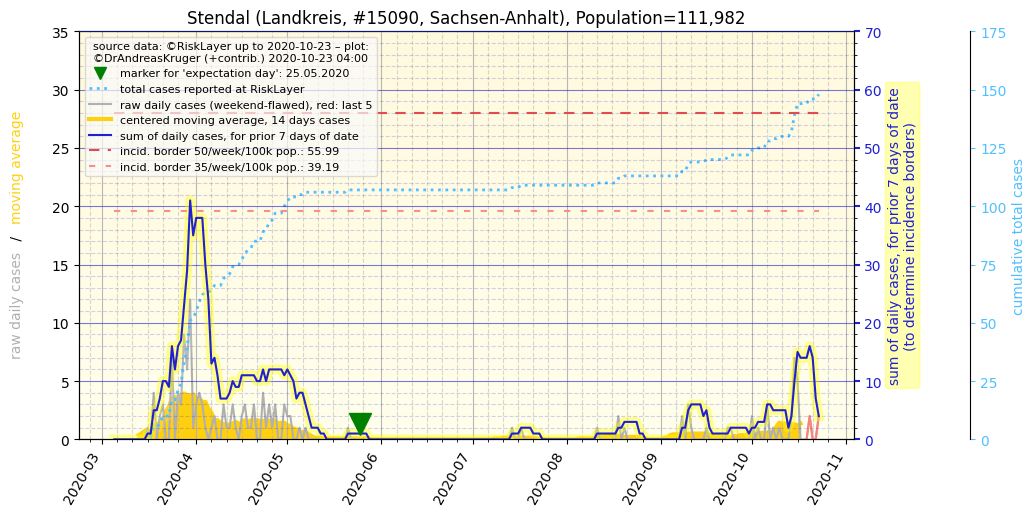 Stendal (Landkreis, #15090, Sachsen-Anhalt), Population=111,982
source data: ©RiskLayer up to 2020-10-23 – plot:
©DrAndreasKruger (+contrib.) 2020-10-23 04:00
marker for 'expectation day': 25.05.2020
total cases reported at RiskLayer
raw daily cases (weekend-flawed), red: last 5
centered moving average, 14 days cases
sum of daily cases, for prior 7 days of date
incid. border 50/week/100k pop.: 55.99
incid. border 35/week/100k pop.: 39.19
raw daily cases / moving average
35
30
25
20
15
10
5
0
70
60
50
40
30
20
10
0
sum of daily cases, for prior 7 days of date
(to determine incidence borders)
175
150
125
100
75
50
25
0
cumulative total cases
2020-03
2020-04
2020-05
2020-06
2020-07
2020-08
2020-09
2020-10
2020-11